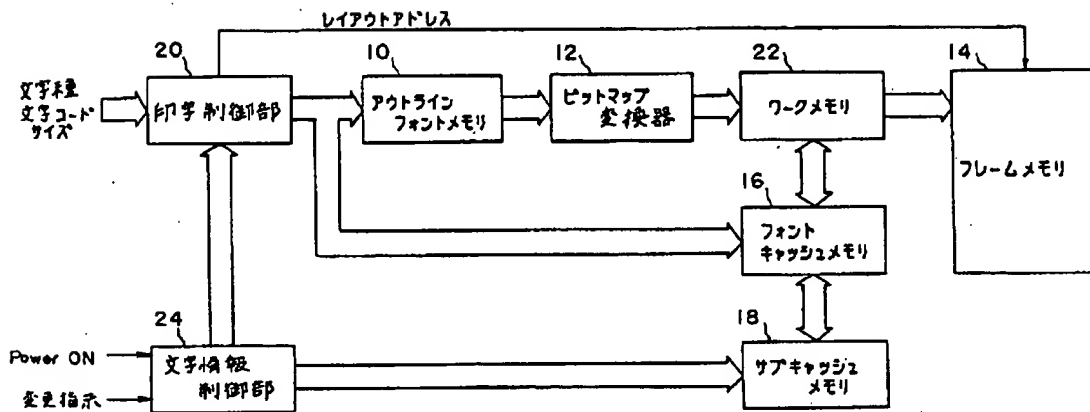 レイアウトアドレス
20
10
12
22
14
文字種
文字コード
サイズ
印字制御部
アウトライン
フォントメモリ
ビットマップ
変換器
ワークメモリ
フレームメモリ
16
フォント
キャッシュメモリ
24
18
Power ON
変更指示
文字情報
制御部
サブキャッシュ
メモリ